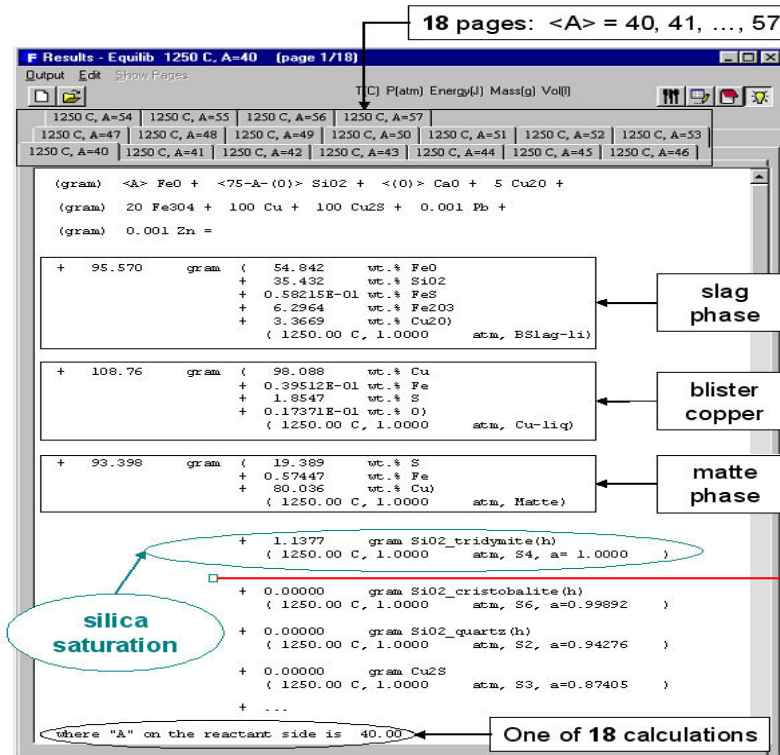 18 pages: <A> = 40, 41, ..., 57
F Results - Equilib 1250 C, A=40 (page 1/18)
Output Edit Show Pages
T(C) P(atm) Energy(J) Mass(g) Vol(l)
1250 C, A=54 1250 C, A=55 1250 C, A=56 1250 C, A=57
1250 C, A=47 1250 C, A=48 1250 C, A=49 1250 C, A=50 1250 C, A=51 1250 C, A=52 1250 C, A=53
1250 C, A=40 1250 C, A=41 1250 C, A=42 1250 C, A=43 1250 C, A=44 1250 C, A=45 1250 C, A=46
(gram) <A> FeO + <75-A-(0)> SiO2 + <(0)> CaO + 5 Cu2O +
(gram) 20 Fe3O4 + 100 Cu + 100 Cu2S + 0.001 Pb +
(gram) 0.001 Zn =
+ 95.570 gram ( 54.842 wt.% FeO
+ 35.432 wt.% SiO2
+ 0.58215E-01 wt.% FeS
+ 6.2964 wt.% Fe2O3
+ 3.3669 wt.% Cu2O)
( 1250.00 C, 1.0000 atm, BSlag-li)
slag
phase
+ 108.76 gram ( 98.088 wt.% Cu
+ 0.39512E-01 wt.% Fe
+ 1.8547 wt.% S
+ 0.17371E-01 wt.% O)
( 1250.00 C, 1.0000 atm, Cu-liq)
blister
copper
+ 93.398 gram ( 19.389 wt.% S
+ 0.57447 wt.% Fe
+ 80.036 wt.% Cu)
( 1250.00 C, 1.0000 atm, Matte)
matte
phase
+ 1.1377 gram SiO2_tridymite(h)
( 1250.00 C, 1.0000 atm, S4, a= 1.0000 )
silica
saturation
+ 0.00000 gram SiO2_cristobalite(h)
( 1250.00 C, 1.0000 atm, S6, a=0.99892 )
+ 0.00000 gram SiO2_quartz(h)
( 1250.00 C, 1.0000 atm, S2, a=0.94276 )
+ 0.00000 gram Cu2S
( 1250.00 C, 1.0000 atm, S3, a=0.87405 )
+ ...
where "A" on the reactant side is 40.00
One of 18 calculations